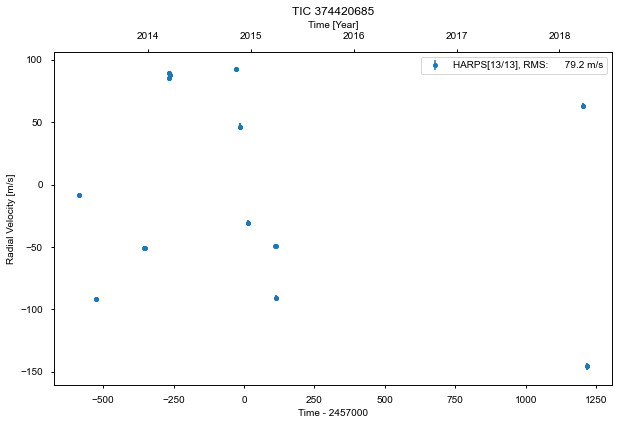 TIC 374420685
Time [Year]
2014 2015 2016 2017 2018
HARPS[13/13], RMS: 79.2 m/s
Radial Velocity [m/s]
100
50
0
−50
−100
−150
−500 −250 0 250 500 750 1000 1250
Time - 2457000